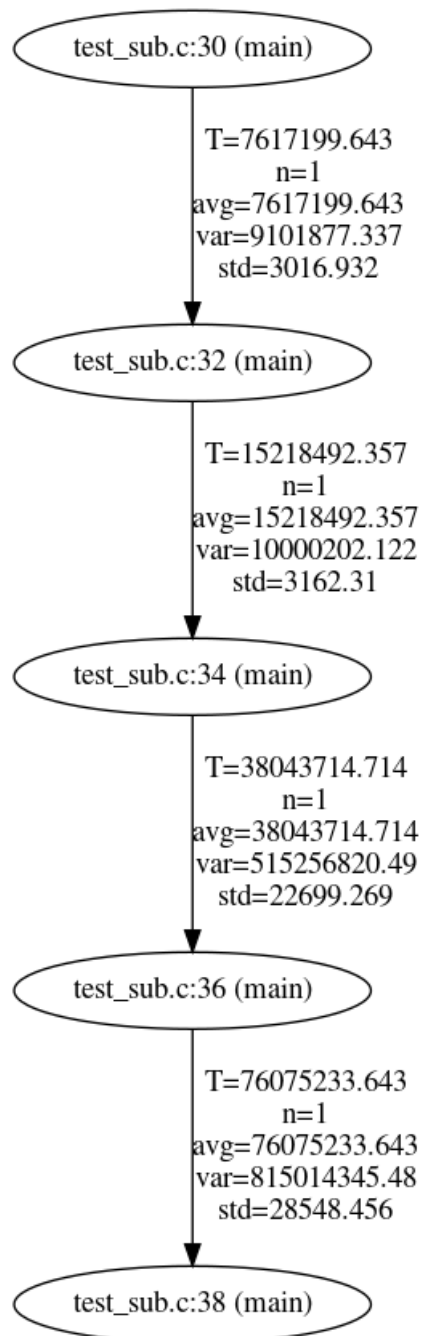 test_sub.c:30 (main)
T=7617199.643
n=1
avg=7617199.643
var=9101877.337
std=3016.932
test_sub.c:32 (main)
T=15218492.357
n=1
avg=15218492.357
var=10000202.122
std=3162.31
test_sub.c:34 (main)
T=38043714.714
n=1
avg=38043714.714
var=515256820.49
std=22699.269
test_sub.c:36 (main)
T=76075233.643
n=1
avg=76075233.643
var=815014345.48
std=28548.456
test_sub.c:38 (main)